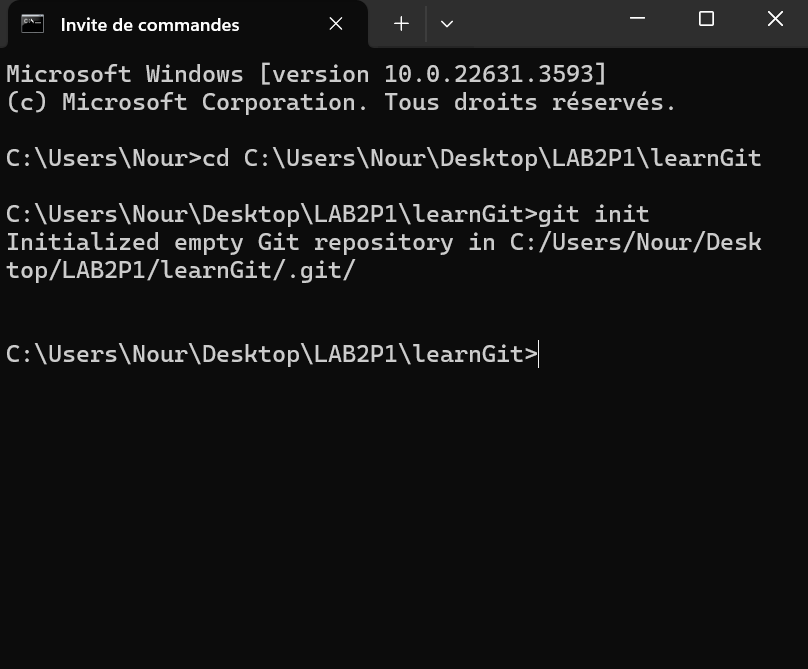 Invite de commandes
Microsoft Windows [version 10.0.22631.3593]
(c) Microsoft Corporation. Tous droits réservés.
C:\Users\Nour>cd C:\Users\Nour\Desktop\LAB2P1\learnGit
C:\Users\Nour\Desktop\LAB2P1\learnGit>git init
Initialized empty Git repository in C:/Users/Nour/Desk
top/LAB2P1/learnGit/.git/
C:\Users\Nour\Desktop\LAB2P1\learnGit>